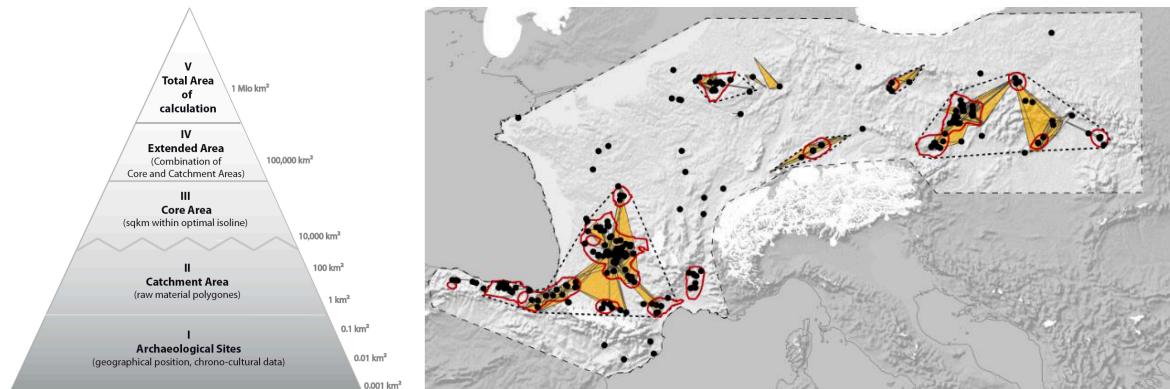 V
Total Area
of
calculation
1 Mio km²
IV
Extended Area
(Combination of
Core and Catchment Areas)
100,000 km²
III
Core Area
(sqkm within optimal isoline)
10,000 km²
II
Catchment Area
(raw material polygones)
100 km²
1 km²
I
Archaeological Sites
(geographical position, chrono-cultural data)
0.1 km²
0.01 km²
0.001 km²